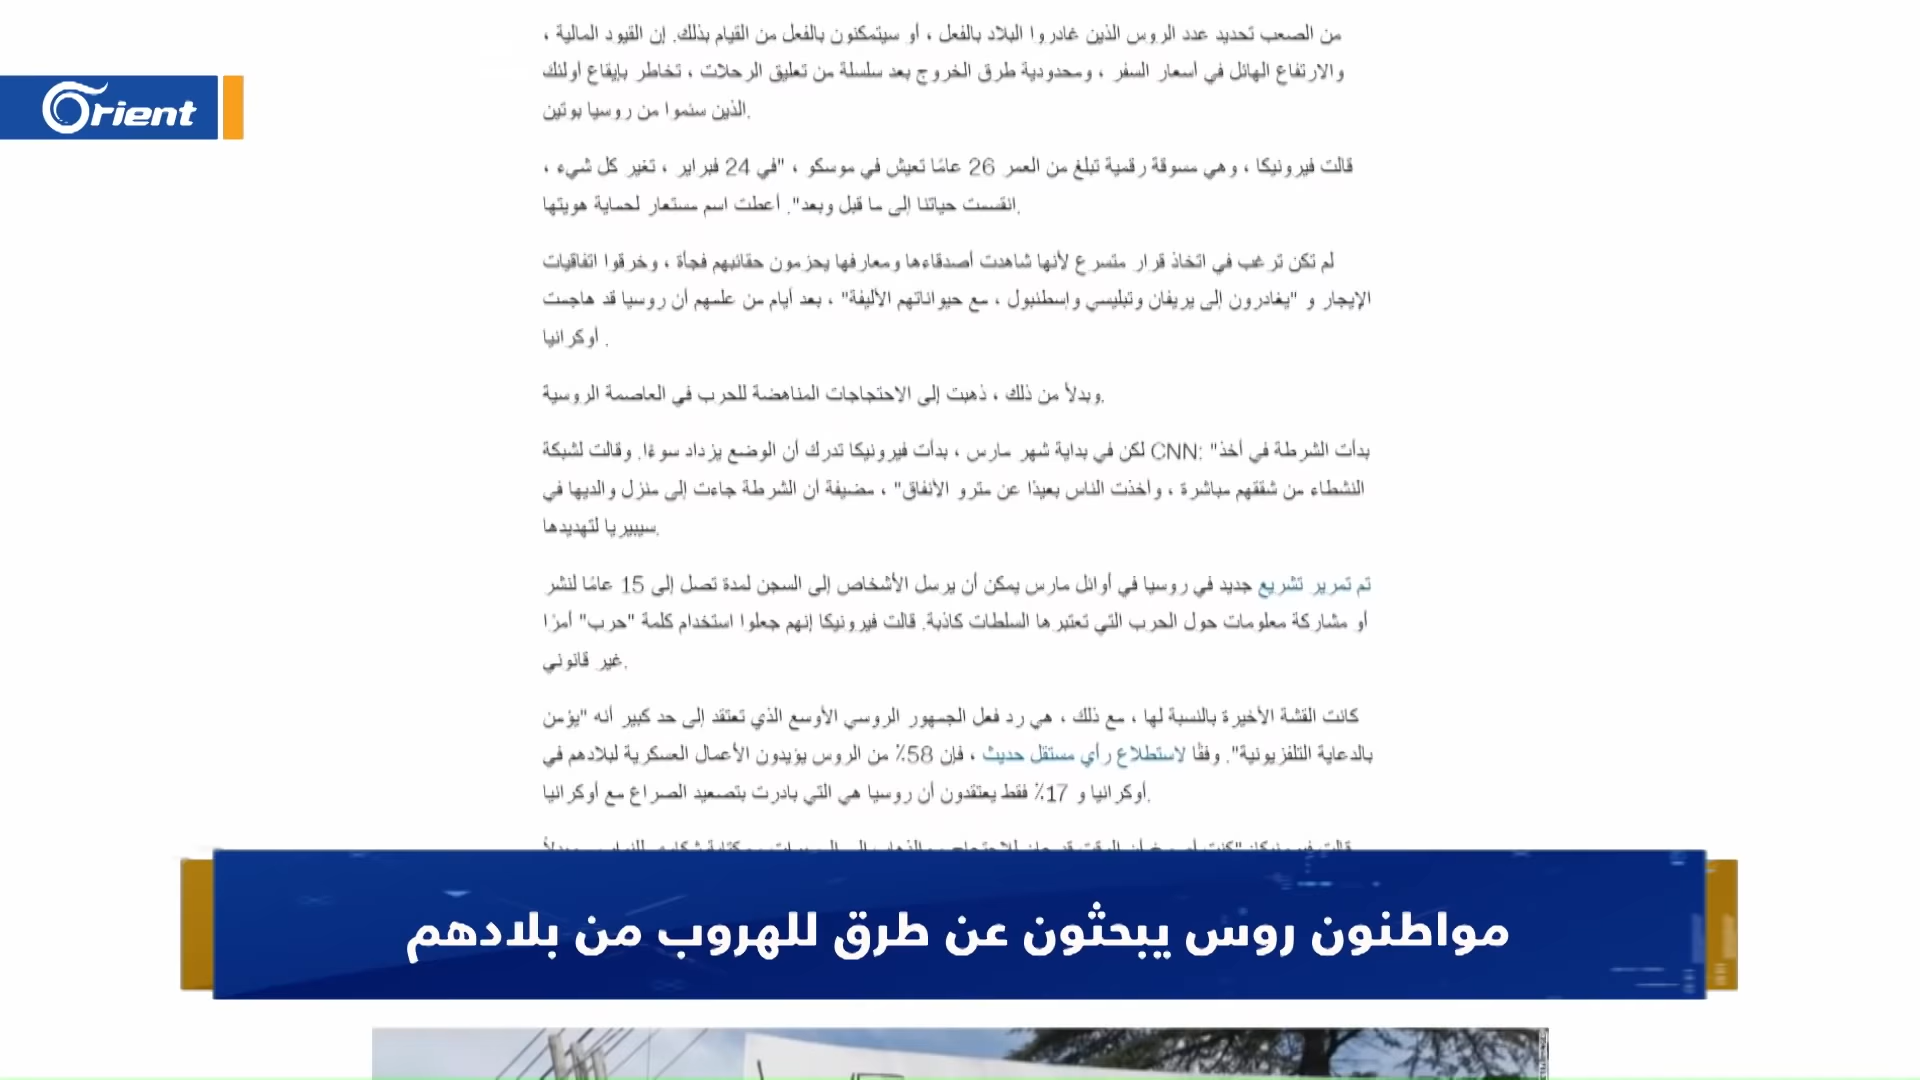 Orient
من الصعب تحديد عدد الروس الذين غادروا البلاد بالفعل ، أو سيتمكنون بالفعل من القيام بذلك. إن القيود المالية ،
والارتفاع الهائل في أسعار السفر ، ومحدودية طرق الخروج بعد سلسلة من تعليق الرحلات ، تخاطر بإيقاع أولئك
الذين سئموا من روسيا بوتين.
قالت فيرونيكا ، وهي مسوقة رقمية تبلغ من العمر 26 عامًا تعيش في موسكو ، "في 24 فبراير ، تغير كل شيء ،
انقسمت حياتنا إلى ما قبل وبعد". أعطت اسم مستعار لحماية هويتها.
لم تكن ترغب في اتخاذ قرار متسرع لأنها شاهدت أصدقاءها ومعارفها يحزمون حقائبهم فجأة ، وخرقوا اتفاقيات
الإيجار و "يغادرون إلى يريفان وتبليسي واسطنبول ، مع حيواناتهم الأليفة" ، بعد أيام من علمهم أن روسيا قد هاجمت
أوكرانيا .
وبدلاً من ذلك ، ذهبت إلى الاحتجاجات المناهضة للحرب في العاصمة الروسية.
بدأت الشرطة في أخذ" :CNN لكن في بداية شهر مارس ، بدأت فيرونيكا تدرك أن الوضع يزداد سوءًا. وقالت لشبكة
النشطاء من شققهم مباشرة ، وأخذت الناس بعيدًا عن مترو الأنفاق" ، مضيفة أن الشرطة جاءت إلى منزل والديها في
سيبيريا لتهديدها.
تم تمرير تشريع جديد في روسيا في أوائل مارس يمكن أن يرسل الأشخاص إلى السجن لمدة تصل إلى 15 عامًا لنشر
أو مشاركة معلومات حول الحرب التي تعتبرها السلطات كاذبة. قالت فيرونيكا إنهم جعلوا استخدام كلمة "حرب" أمرًا
غير قانوني.
كانت القشة الأخيرة بالنسبة لها ، مع ذلك ، هي رد فعل الجمهور الروسي الأوسع الذي تعتقد إلى حد كبير أنه "يؤمن
بالدعاية التلفزيونية". وفقًا لاستطلاع رأي مستقل حديث ، فإن 58٪ من الروس يؤيدون الأعمال العسكرية لبلادهم في
أوكرانيا و 17٪ فقط يعتقدون أن روسيا هي التي بادرت بتصعيد الصراع مع أوكرانيا.
قالت فيرونيكا: "كنت
مواطنون روس يبحثون عن طرق للهروب من بلادهم